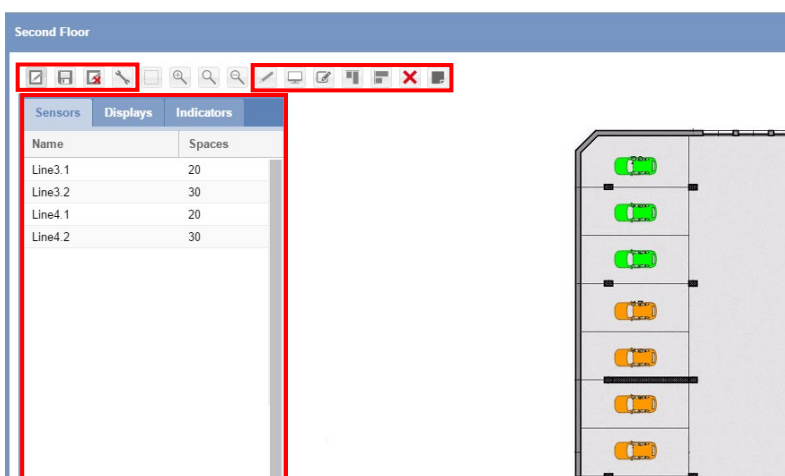 Second Floor
Sensors Displays Indicators
Name Spaces
Line3.1 20
Line3.2 30
Line4.1 20
Line4.2 30